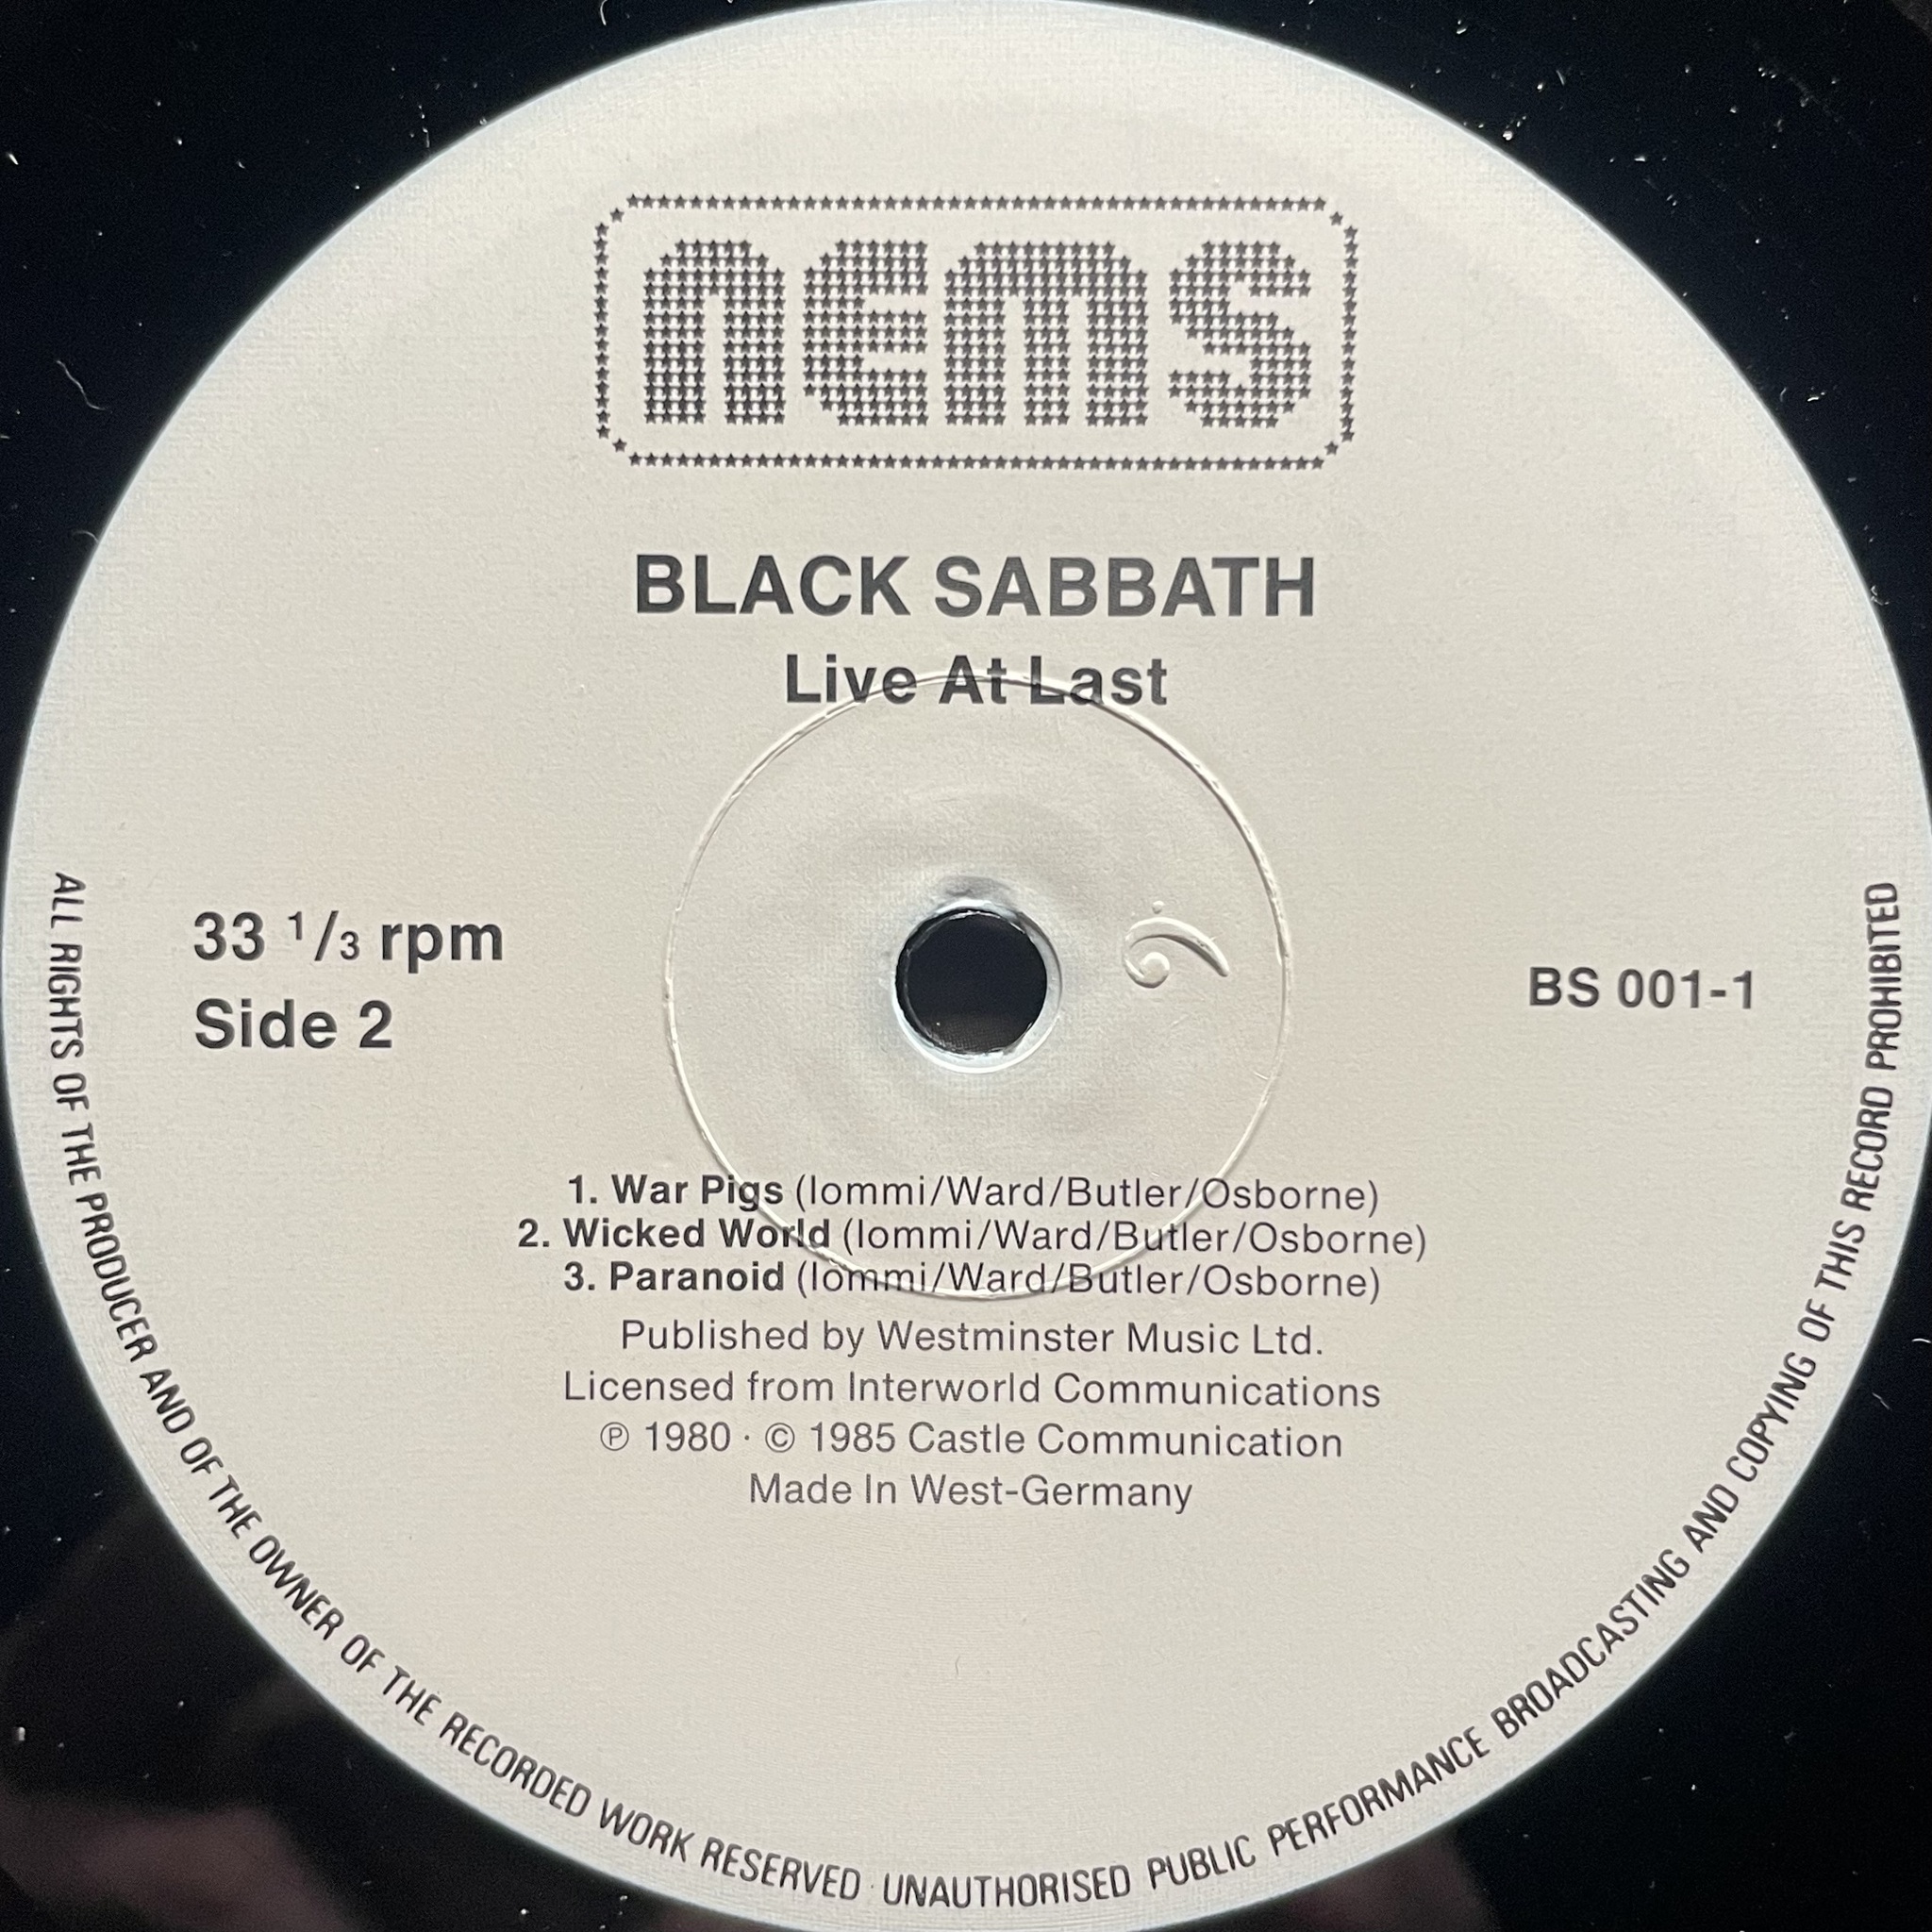 nems
BLACK SABBATH
Live At Last
33 1/3 rpm
Side 2
BS 001-1
1. War Pigs (Iommi/Ward/Butler/Osborne)
2. Wicked World (Iommi/Ward/Butler/Osborne)
3. Paranoid (Iommi/Ward/Butler/Osborne)
Published by Westminster Music Ltd.
Licensed from Interworld Communications
℗ 1980 · © 1985 Castle Communication
Made In West-Germany
ALL RIGHTS OF THE PRODUCER AND OF THE OWNER OF THE RECORDED WORK RESERVED · UNAUTHORISED PUBLIC PERFORMANCE BROADCASTING AND COPYING OF THIS RECORD PROHIBITED